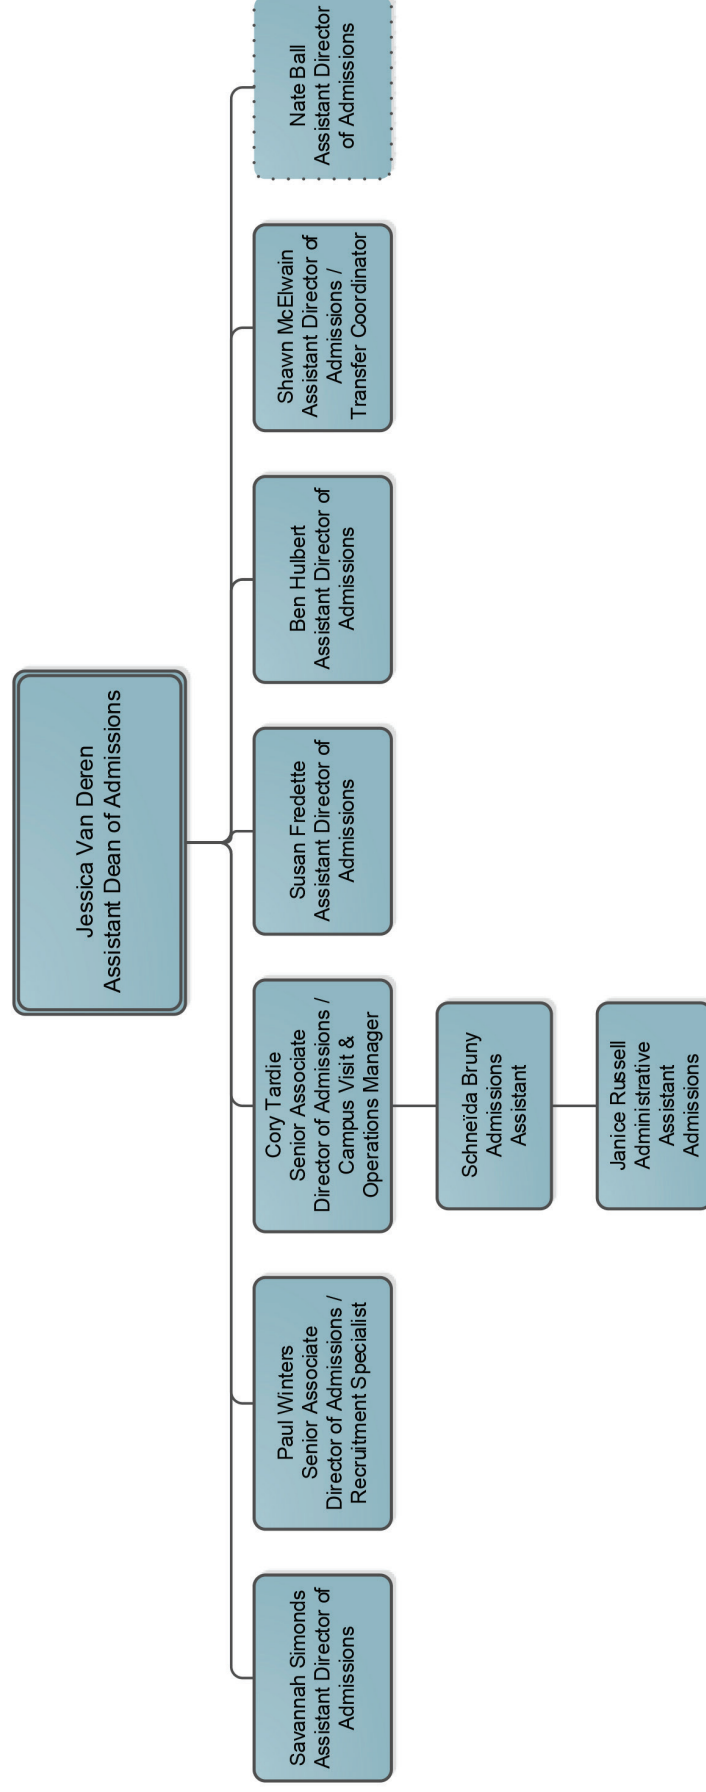 Jessica Van Deren
Assistant Dean of Admissions
Savannah Simonds
Assistant Director of
Admissions
Paul Winters
Senior Associate
Director of Admissions /
Recruitment Specialist
Cory Tardie
Senior Associate
Director of Admissions /
Campus Visit &
Operations Manager
Susan Fredette
Assistant Director of
Admissions
Ben Hulbert
Assistant Director of
Admissions
Shawn McElwain
Assistant Director of
Admissions /
Transfer Coordinator
Nate Ball
Assistant Director
of Admissions
Schneïda Bruny
Admissions
Assistant
Janice Russell
Administrative
Assistant
Admissions